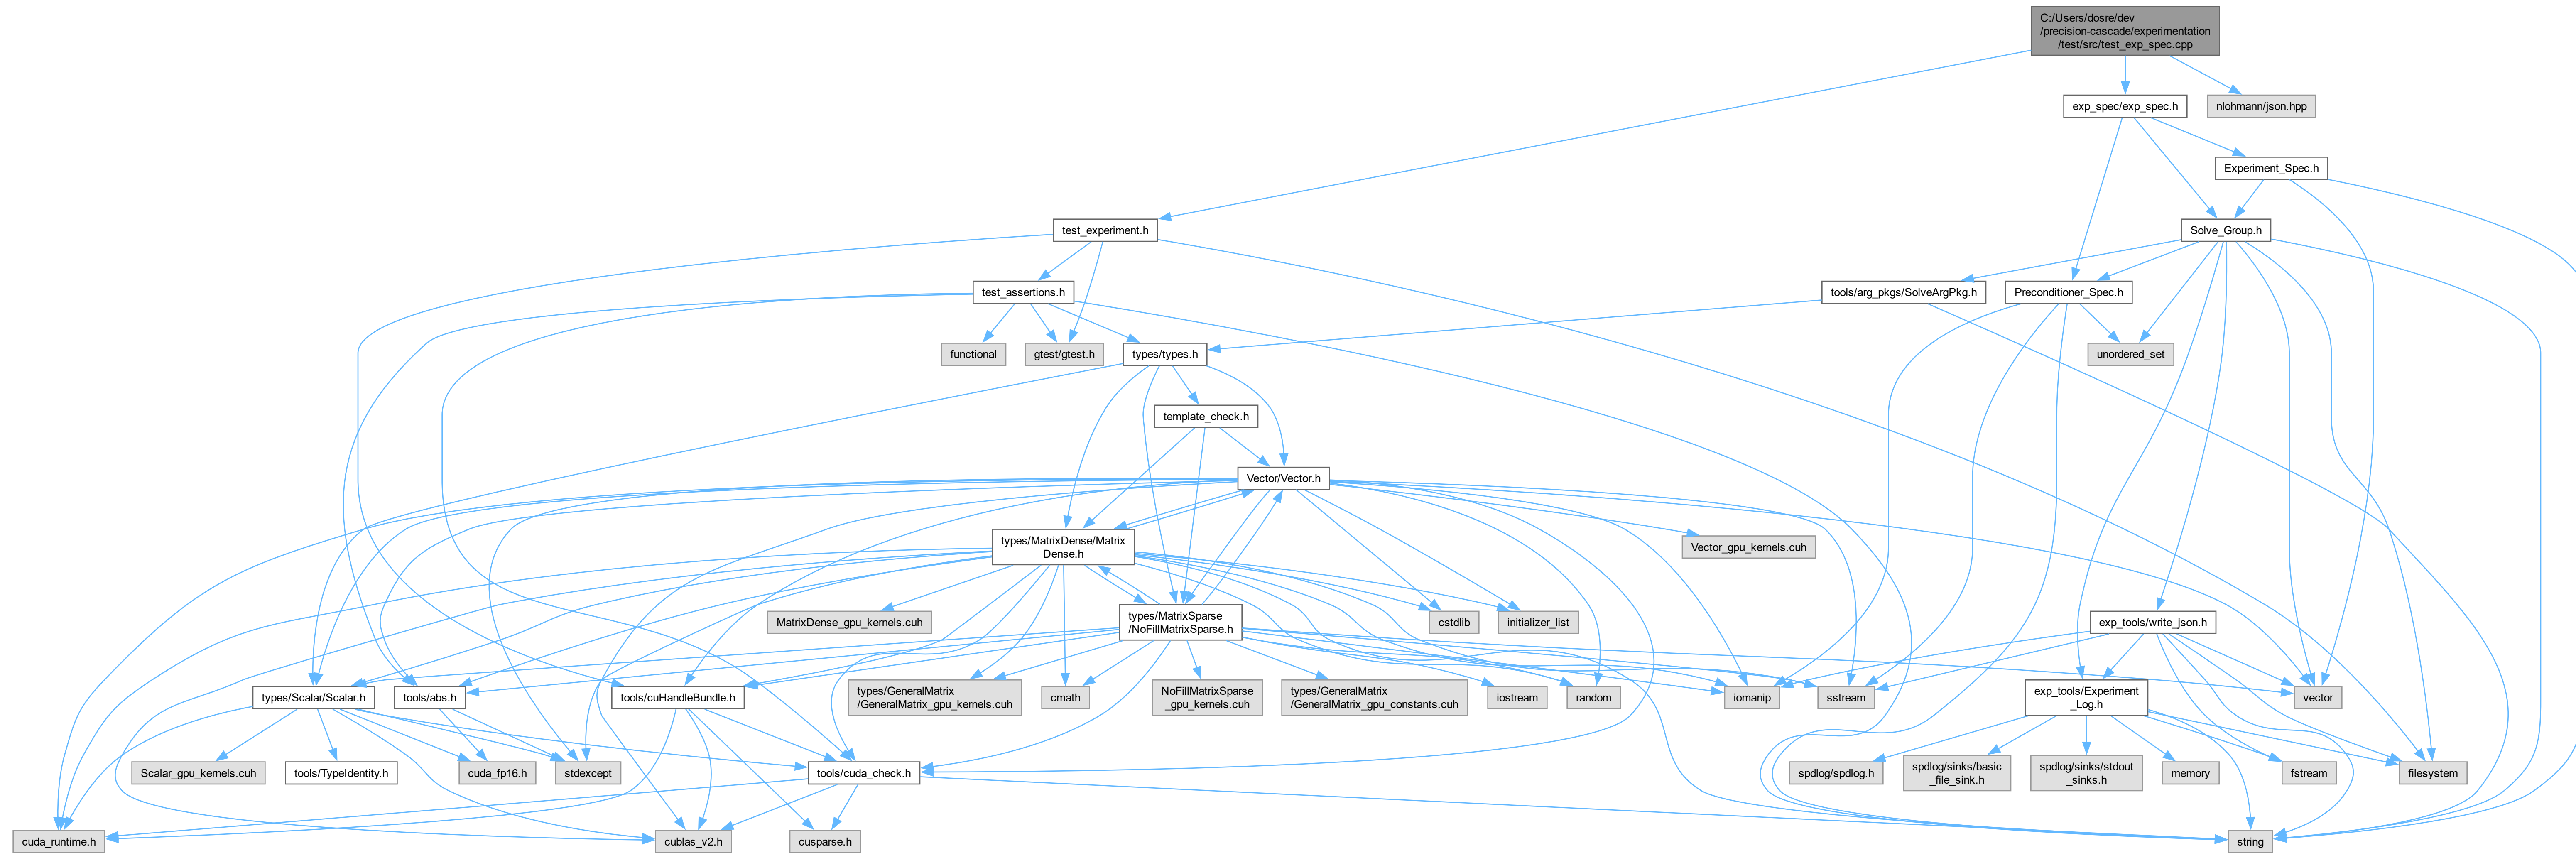 C:/Users/dosre/dev
/precision-cascade/experimentation
/test/src/test_exp_spec.cpp
exp_spec/exp_spec.h
nlohmann/json.hpp
Experiment_Spec.h
test_experiment.h
Solve_Group.h
test_assertions.h
tools/arg_pkgs/SolveArgPkg.h
Preconditioner_Spec.h
functional
gtest/gtest.h
types/types.h
unordered_set
template_check.h
Vector/Vector.h
types/MatrixDense/Matrix
Dense.h
Vector_gpu_kernels.cuh
MatrixDense_gpu_kernels.cuh
types/MatrixSparse
/NoFillMatrixSparse.h
cstdlib
initializer_list
exp_tools/write_json.h
types/Scalar/Scalar.h
tools/abs.h
tools/cuHandleBundle.h
types/GeneralMatrix
/GeneralMatrix_gpu_kernels.cuh
cmath
NoFillMatrixSparse
_gpu_kernels.cuh
types/GeneralMatrix
/GeneralMatrix_gpu_constants.cuh
iostream
random
iomanip
sstream
exp_tools/Experiment
_Log.h
vector
Scalar_gpu_kernels.cuh
tools/TypeIdentity.h
cuda_fp16.h
stdexcept
tools/cuda_check.h
spdlog/spdlog.h
spdlog/sinks/basic
_file_sink.h
spdlog/sinks/stdout
_sinks.h
memory
fstream
filesystem
cuda_runtime.h
cublas_v2.h
cusparse.h
string